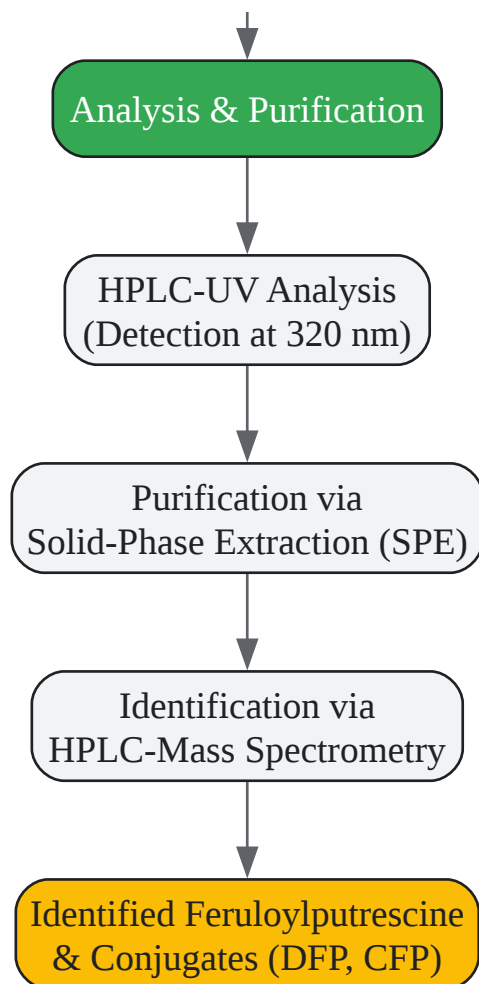 Analysis & Purification
HPLC-UV Analysis
(Detection at 320 nm)
Purification via
Solid-Phase Extraction (SPE)
Identification via
HPLC-Mass Spectrometry
Identified Feruloylputrescine
& Conjugates (DFP, CFP)